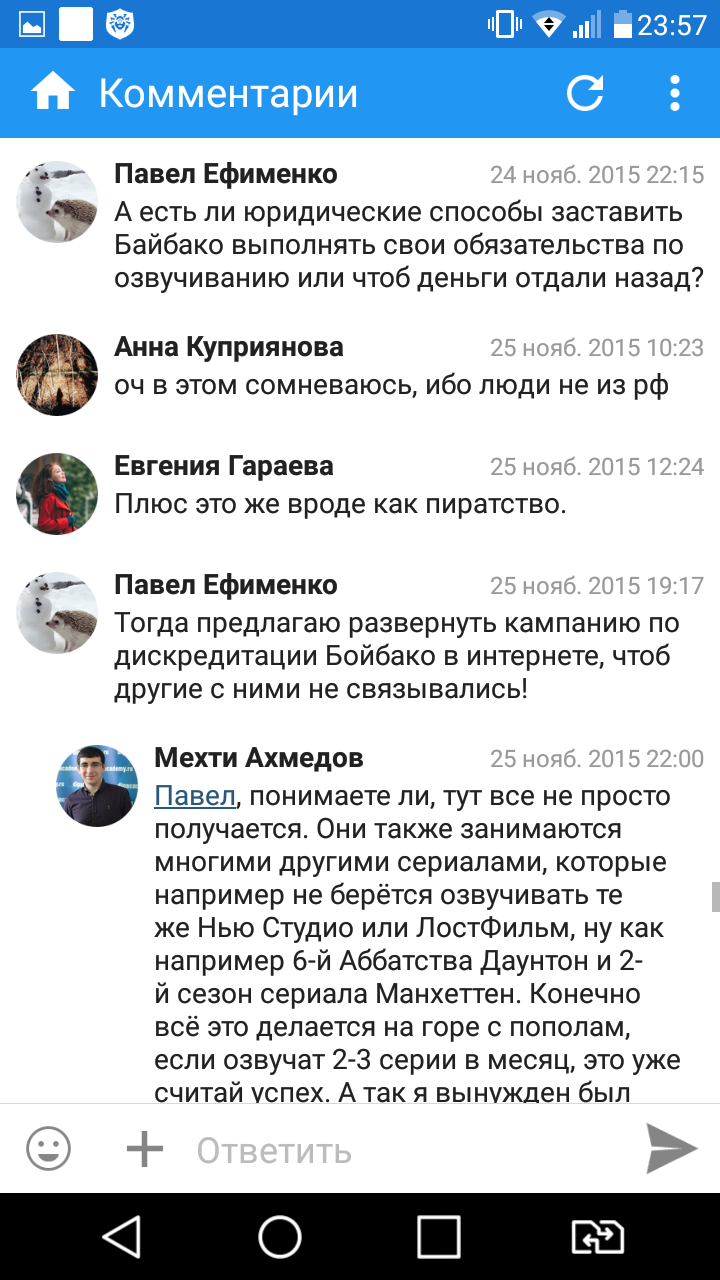 23:57
Комментарии
Павел Ефименко 24 нояб. 2015 22:15
А есть ли юридические способы заставить
Байбако выполнять свои обязательства по
озвучиванию или чтоб деньги отдали назад?
Анна Куприянова 25 нояб. 2015 10:23
оч в этом сомневаюсь, ибо люди не из рф
Евгения Гараева 25 нояб. 2015 12:24
Плюс это же вроде как пиратство.
Павел Ефименко 25 нояб. 2015 19:17
Тогда предлагаю развернуть кампанию по
дискредитации Бойбако в интернете, чтоб
другие с ними не связывались!
Мехти Ахмедов 25 нояб. 2015 22:00
Павел, понимаете ли, тут все не просто
получается. Они также занимаются
многими другими сериалами, которые
например не берётся озвучивать те
же Нью Студио или ЛостФильм, ну как
например 6-й Аббатства Даунтон и 2-
й сезон сериала Манхеттен. Конечно
всё это делается на горе с пополам,
если озвучат 2-3 серии в месяц, это уже
считай успех. А так я вынужден был
Ответить